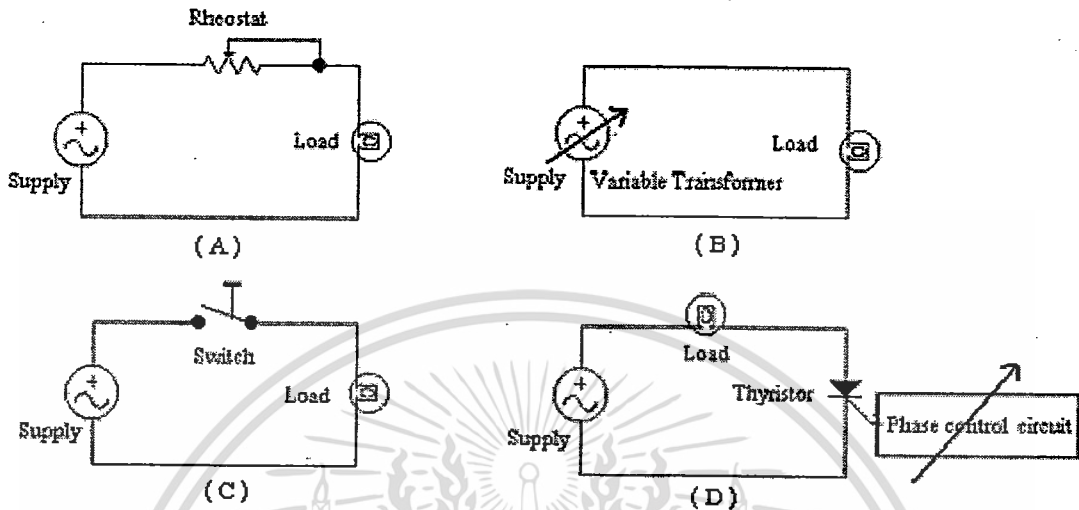 Rheostat
Supply
Load
(A)
Supply
Variable Transformer
Load
(B)
Switch
Supply
Load
(C)
Load
Supply
Thyristor
Phase control circuit
(D)